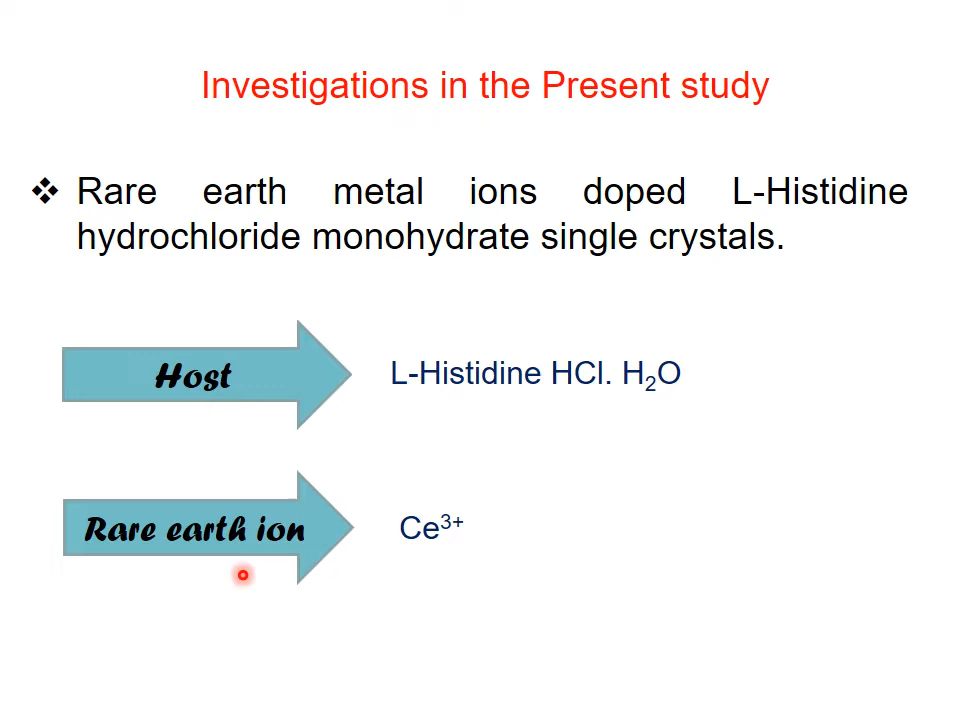 Investigations in the Present study
❖ Rare earth metal ions doped L-Histidine
hydrochloride monohydrate single crystals.
Host
L-Histidine HCl. H₂O
Rare earth ion
Ce³⁺